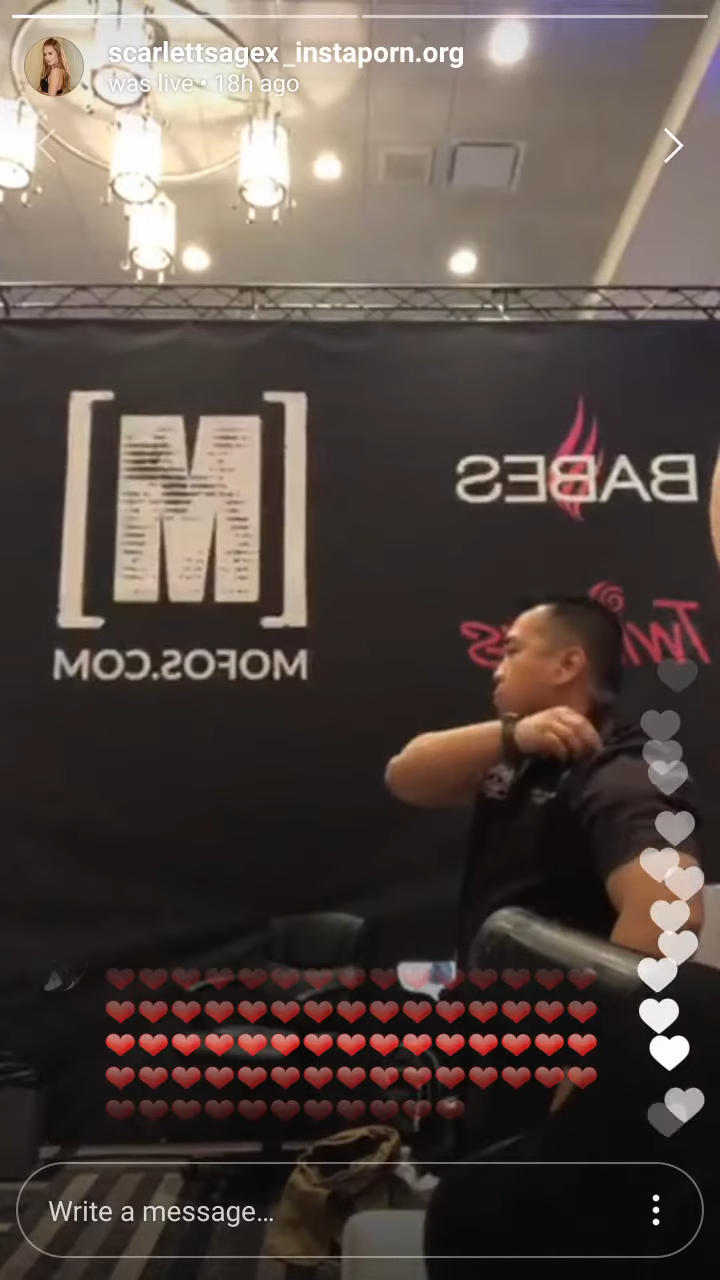 scarlettsagex_instaporn.org
was live • 18h ago
[M]
BABES
MOFOS.COM
Write a message...